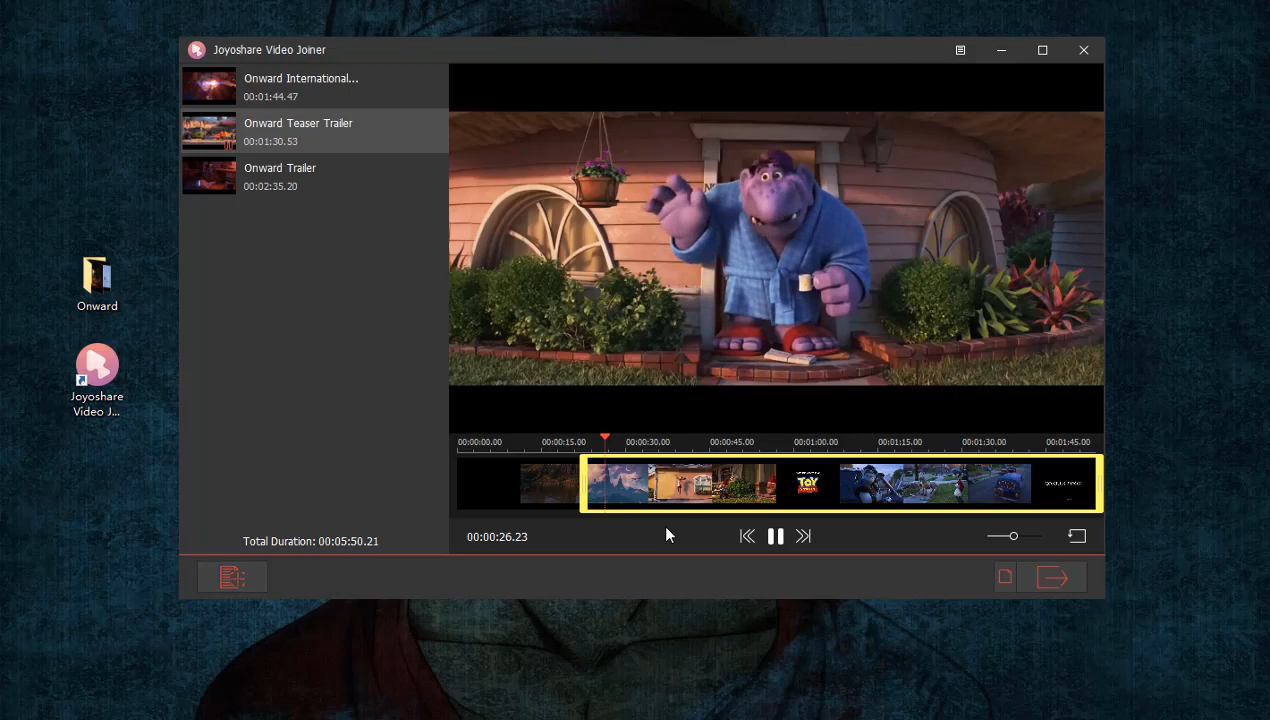 Joyoshare Video Joiner
Onward International...
00:01:44.47
Onward Teaser Trailer
00:01:30.53
Onward Trailer
00:02:35.20
Onward
Joyoshare
Video J...
00:00:00.00 00:00:15.00 00:00:30.00 00:00:45.00 00:01:00.00 00:01:15.00 00:01:30.00 00:01:45.00
TOY
00:00:26.23
Total Duration: 00:05:50.21